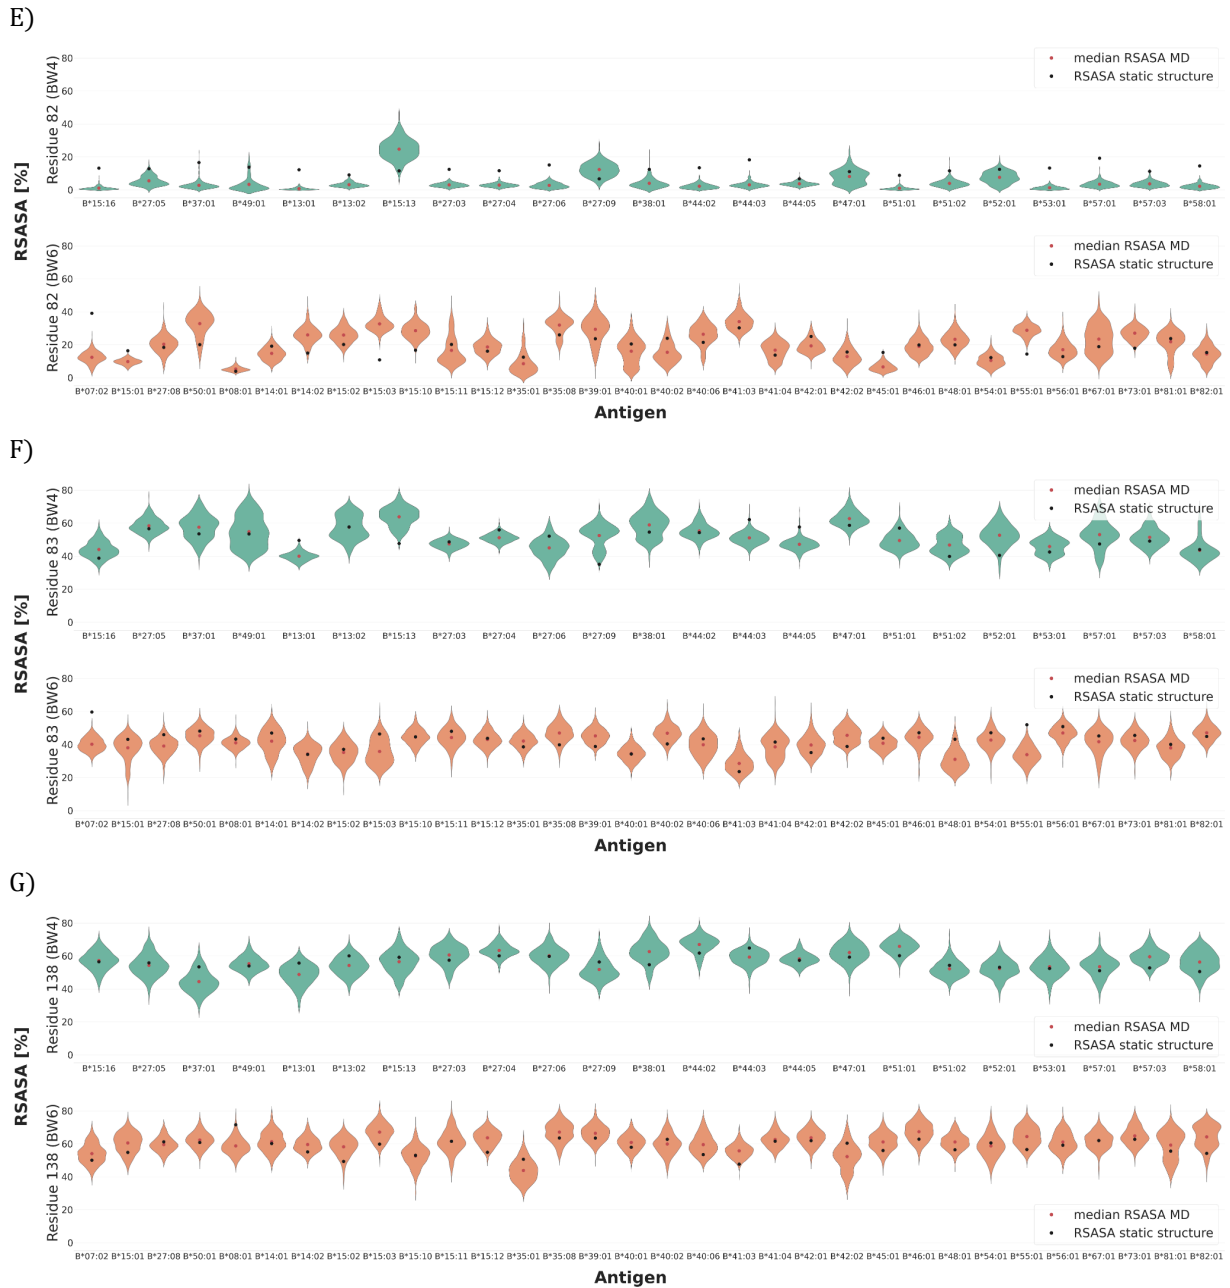 E)
RSASA [%]
Residue 82 (BW4)
80
60
40
20
0
median RSASA MD
RSASA static structure
B*15:16 B*27:05 B*37:01 B*49:01 B*13:01 B*13:02 B*15:13 B*27:03 B*27:04 B*27:06 B*27:09 B*38:01 B*44:02 B*44:03 B*44:05 B*47:01 B*51:01 B*51:02 B*52:01 B*53:01 B*57:01 B*57:03 B*58:01
Residue 82 (BW6)
80
60
40
20
0
median RSASA MD
RSASA static structure
B*07:02 B*15:01 B*27:08 B*50:01 B*08:01 B*14:01 B*14:02 B*15:02 B*15:03 B*15:10 B*15:11 B*15:12 B*35:01 B*35:08 B*39:01 B*40:01 B*40:02 B*40:06 B*41:03 B*41:04 B*42:01 B*42:02 B*45:01 B*46:01 B*48:01 B*54:01 B*55:01 B*56:01 B*67:01 B*73:01 B*81:01 B*82:01
Antigen
F)
RSASA [%]
Residue 83 (BW4)
80
60
40
20
0
median RSASA MD
RSASA static structure
B*15:16 B*27:05 B*37:01 B*49:01 B*13:01 B*13:02 B*15:13 B*27:03 B*27:04 B*27:06 B*27:09 B*38:01 B*44:02 B*44:03 B*44:05 B*47:01 B*51:01 B*51:02 B*52:01 B*53:01 B*57:01 B*57:03 B*58:01
Residue 83 (BW6)
80
60
40
20
0
median RSASA MD
RSASA static structure
B*07:02 B*15:01 B*27:08 B*50:01 B*08:01 B*14:01 B*14:02 B*15:02 B*15:03 B*15:10 B*15:11 B*15:12 B*35:01 B*35:08 B*39:01 B*40:01 B*40:02 B*40:06 B*41:03 B*41:04 B*42:01 B*42:02 B*45:01 B*46:01 B*48:01 B*54:01 B*55:01 B*56:01 B*67:01 B*73:01 B*81:01 B*82:01
Antigen
G)
RSASA [%]
Residue 138 (BW4)
80
60
40
20
0
median RSASA MD
RSASA static structure
B*15:16 B*27:05 B*37:01 B*49:01 B*13:01 B*13:02 B*15:13 B*27:03 B*27:04 B*27:06 B*27:09 B*38:01 B*44:02 B*44:03 B*44:05 B*47:01 B*51:01 B*51:02 B*52:01 B*53:01 B*57:01 B*57:03 B*58:01
Residue 138 (BW6)
80
60
40
20
0
median RSASA MD
RSASA static structure
B*07:02 B*15:01 B*27:08 B*50:01 B*08:01 B*14:01 B*14:02 B*15:02 B*15:03 B*15:10 B*15:11 B*15:12 B*35:01 B*35:08 B*39:01 B*40:01 B*40:02 B*40:06 B*41:03 B*41:04 B*42:01 B*42:02 B*45:01 B*46:01 B*48:01 B*54:01 B*55:01 B*56:01 B*67:01 B*73:01 B*81:01 B*82:01
Antigen